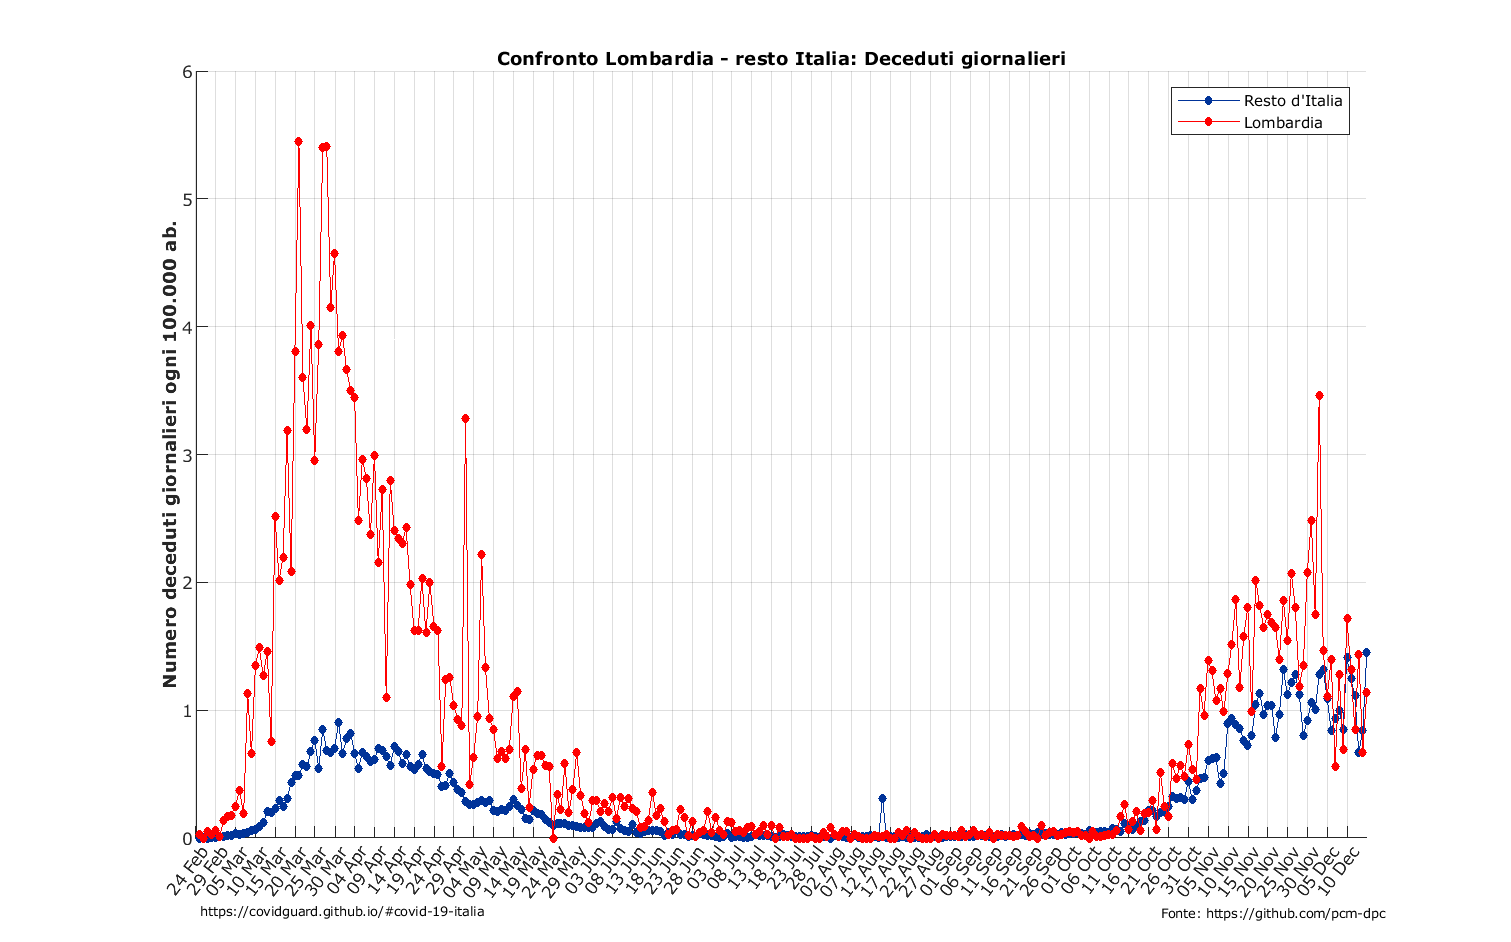 Confronto Lombardia - resto Italia: Deceduti giornalieri
Resto d'Italia
Lombardia
Numero deceduti giornalieri ogni 100.000 ab.
6
5
4
3
2
1
0
24 Feb
29 Feb
05 Mar
10 Mar
15 Mar
20 Mar
25 Mar
30 Mar
04 Apr
09 Apr
14 Apr
19 Apr
24 Apr
29 Apr
04 May
09 May
14 May
19 May
24 May
29 May
03 Jun
08 Jun
13 Jun
18 Jun
23 Jun
28 Jun
03 Jul
08 Jul
13 Jul
18 Jul
23 Jul
28 Jul
02 Aug
07 Aug
12 Aug
17 Aug
22 Aug
27 Aug
01 Sep
06 Sep
11 Sep
16 Sep
21 Sep
26 Sep
01 Oct
06 Oct
11 Oct
16 Oct
21 Oct
26 Oct
31 Oct
05 Nov
10 Nov
15 Nov
20 Nov
25 Nov
30 Nov
05 Dec
10 Dec
https://covidguard.github.io/#covid-19-italia
Fonte: https://github.com/pcm-dpc